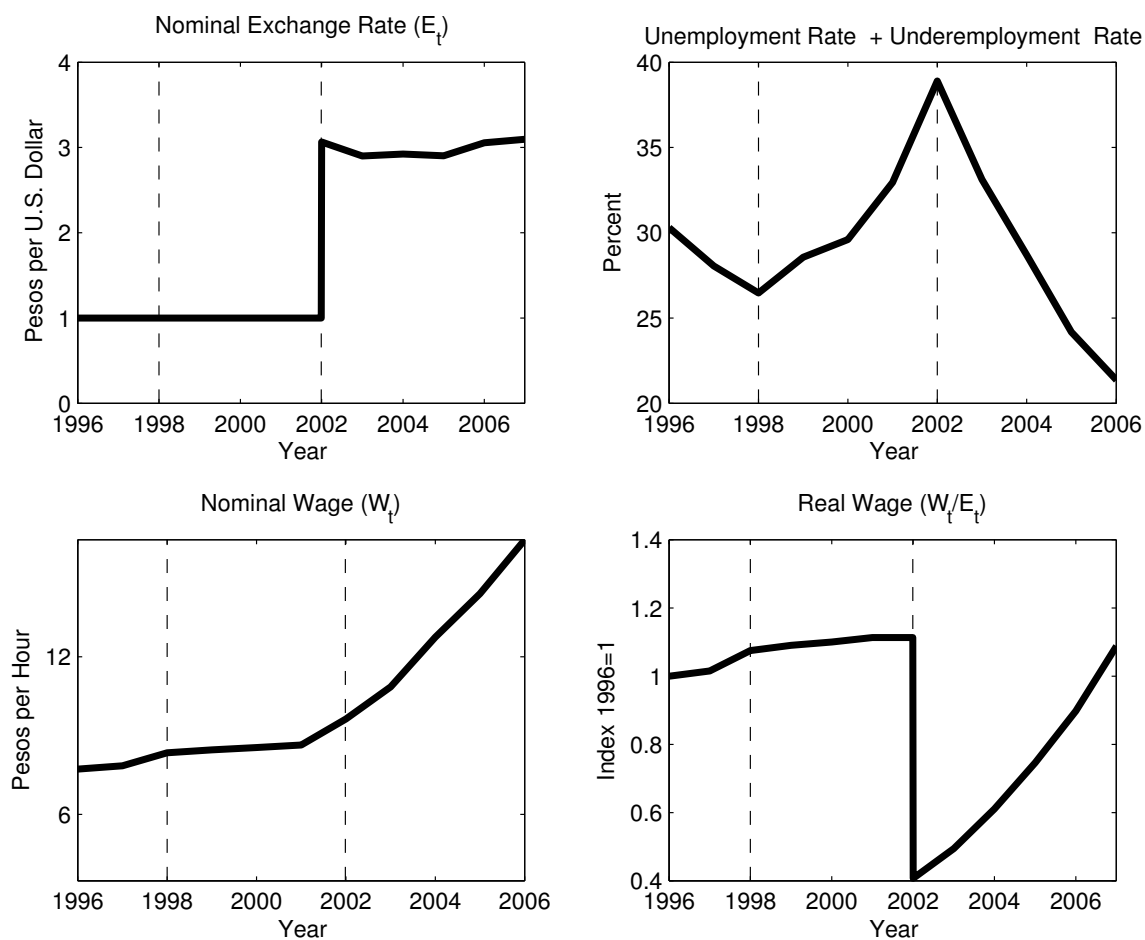 Nominal Exchange Rate (E_t)
Pesos per U.S. Dollar
4
3
2
1
0
1996 1998 2000 2002 2004 2006
Year
Unemployment Rate + Underemployment Rate
Percent
40
35
30
25
20
1996 1998 2000 2002 2004 2006
Year
Nominal Wage (W_t)
Pesos per Hour
12
6
1996 1998 2000 2002 2004 2006
Year
Real Wage (W_t/E_t)
Index 1996=1
1.4
1.2
1
0.8
0.6
0.4
1996 1998 2000 2002 2004 2006
Year